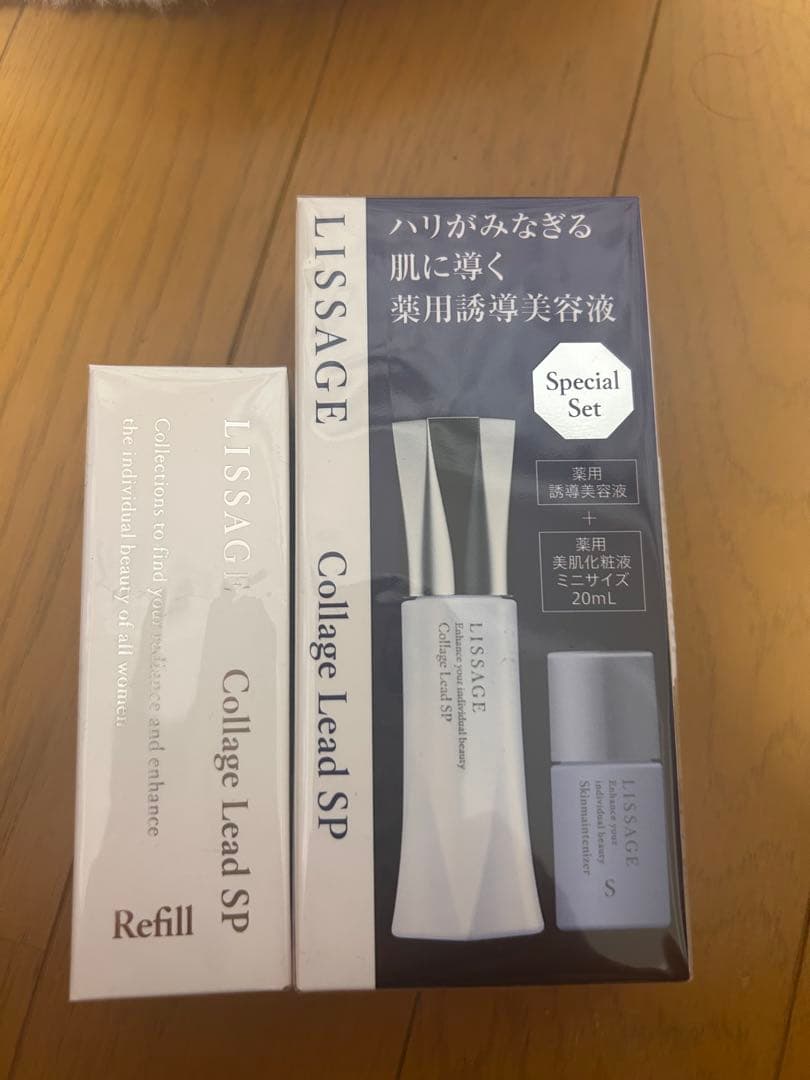 LISSAGE
Collections to find your radiance and enhance
the individual beauty of all women.
Collage Lead SP
Refill
LISSAGE
Collage Lead SP
ハリがみなぎる
肌に導く
薬用誘導美容液
Special
Set
薬用
誘導美容液
+
薬用
美肌化粧液
ミニサイズ
20mL
LISSAGE
Enhance your individual beauty
Collage Lead SP
LISSAGE
Enhance your
individual beauty
Skinmaintenizer
S